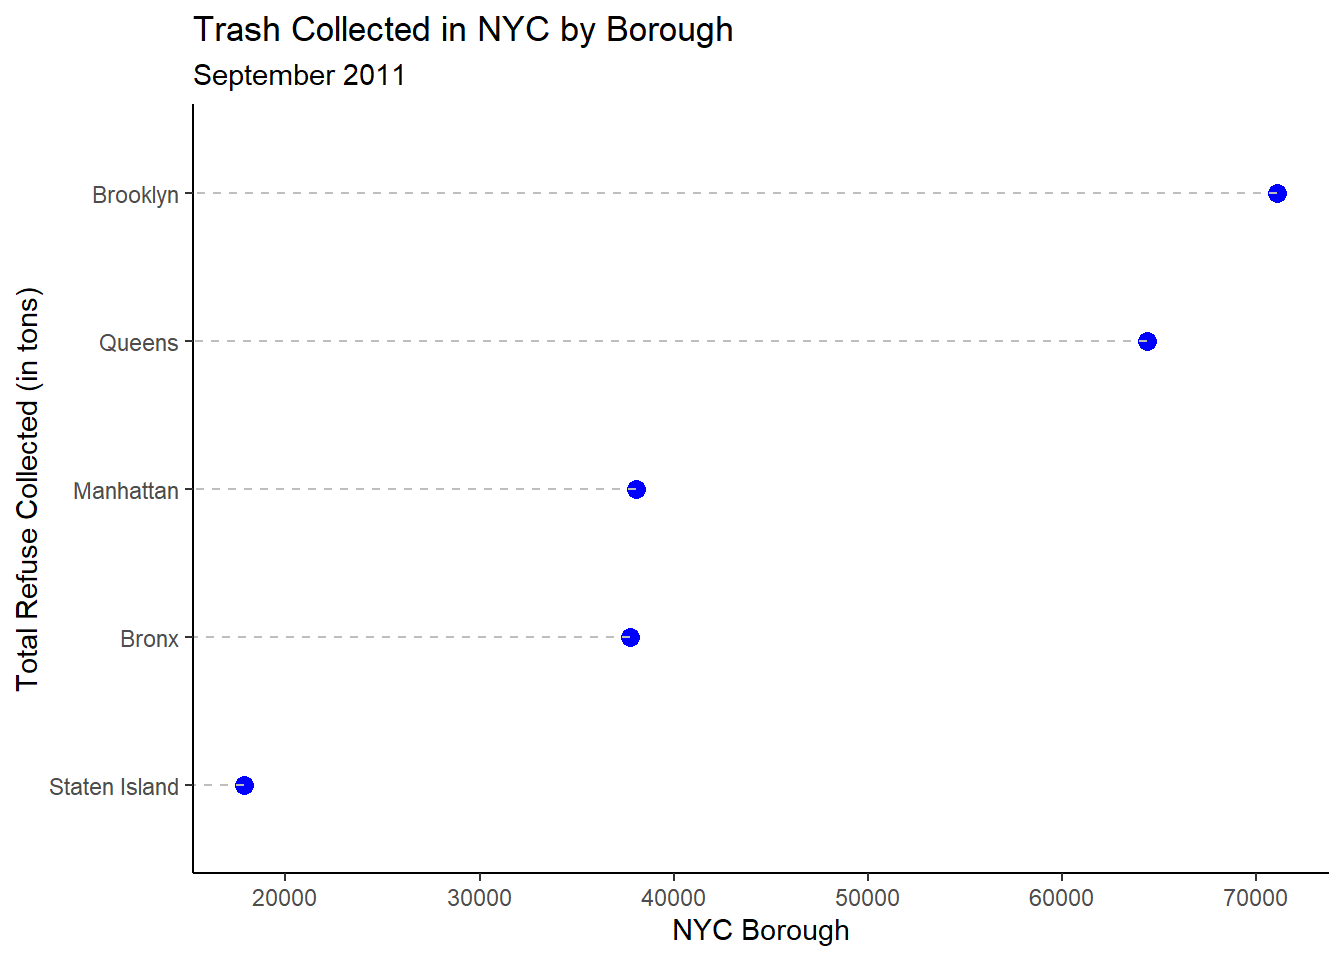 Trash Collected in NYC by Borough
September 2011
Total Refuse Collected (in tons)
Brooklyn
Queens
Manhattan
Bronx
Staten Island
20000 30000 40000 50000 60000 70000
NYC Borough